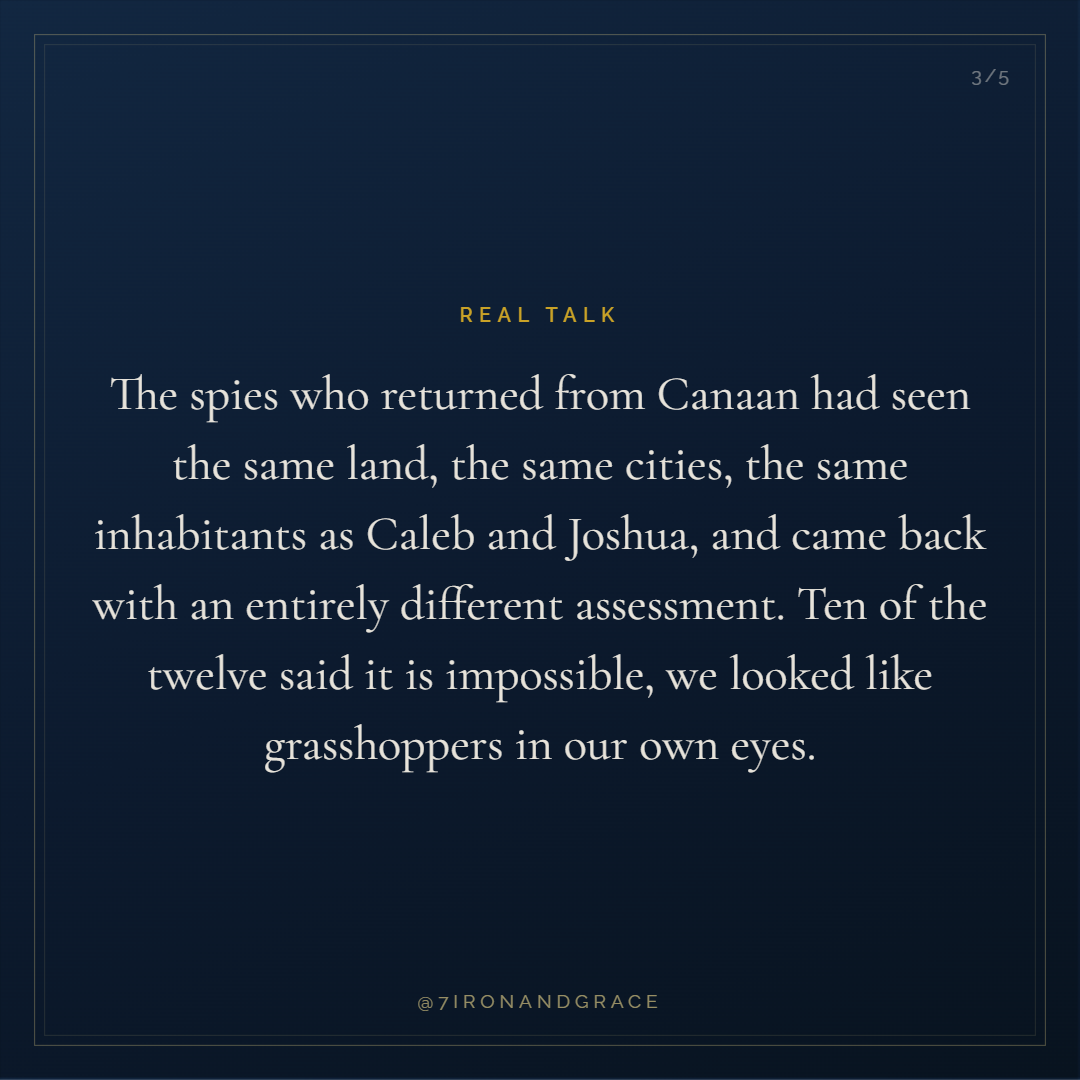 3/5
REAL TALK
The spies who returned from Canaan had seen
the same land, the same cities, the same
inhabitants as Caleb and Joshua, and came back
with an entirely different assessment. Ten of the
twelve said it is impossible, we looked like
grasshoppers in our own eyes.
@7IRONANDGRACE